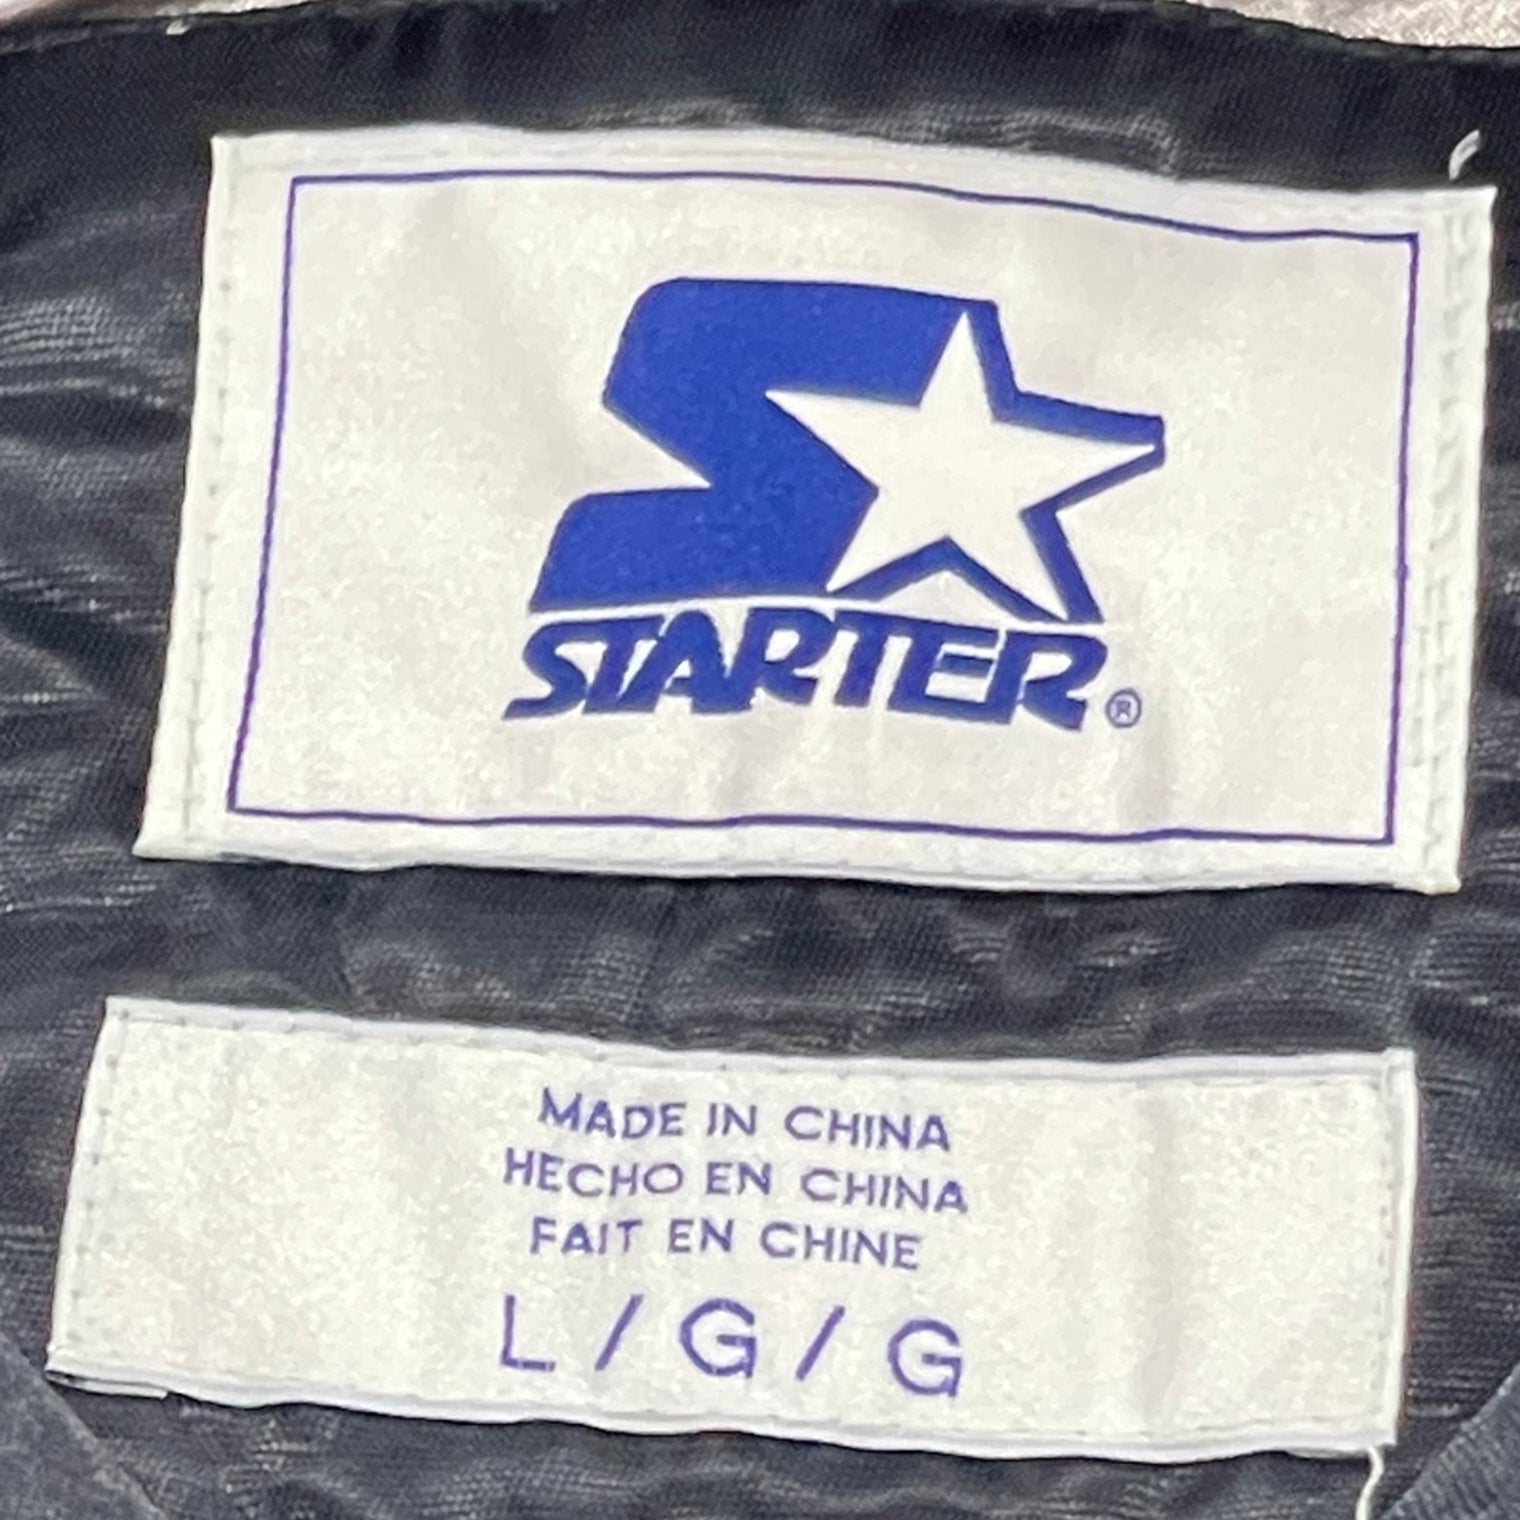 STARTER®
MADE IN CHINA
HECHO EN CHINA
FAIT EN CHINE
L / G / G